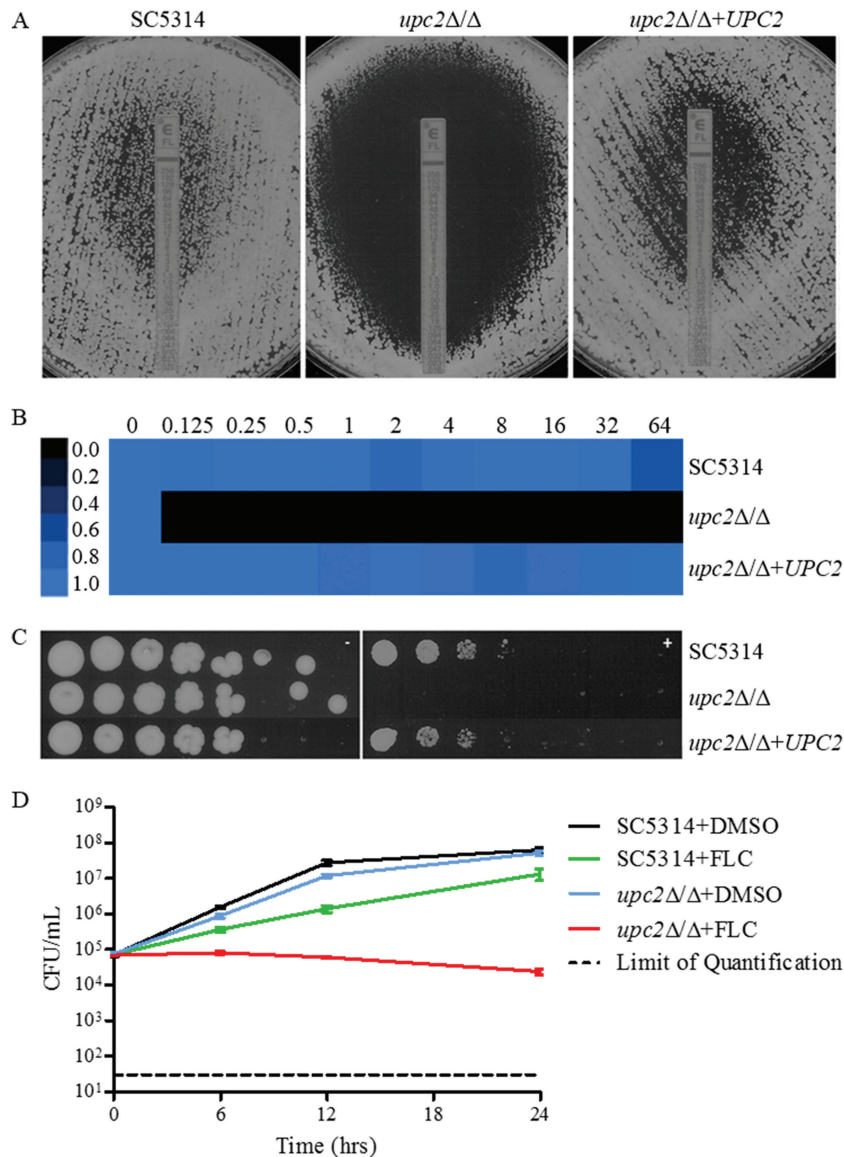 A
SC5314
upc2Δ/Δ
upc2Δ/Δ+UPC2
E
FL
E
FL
E
FL
B
0 0.125 0.25 0.5 1 2 4 8 16 32 64
0.0
0.2
0.4
0.6
0.8
1.0
SC5314
upc2Δ/Δ
upc2Δ/Δ+UPC2
C
-
+
SC5314
upc2Δ/Δ
upc2Δ/Δ+UPC2
D
CFU/mL
10⁹
10⁸
10⁷
10⁶
10⁵
10⁴
10³
10²
10¹
0 6 12 18 24
Time (hrs)
SC5314+DMSO
SC5314+FLC
upc2Δ/Δ+DMSO
upc2Δ/Δ+FLC
Limit of Quantification